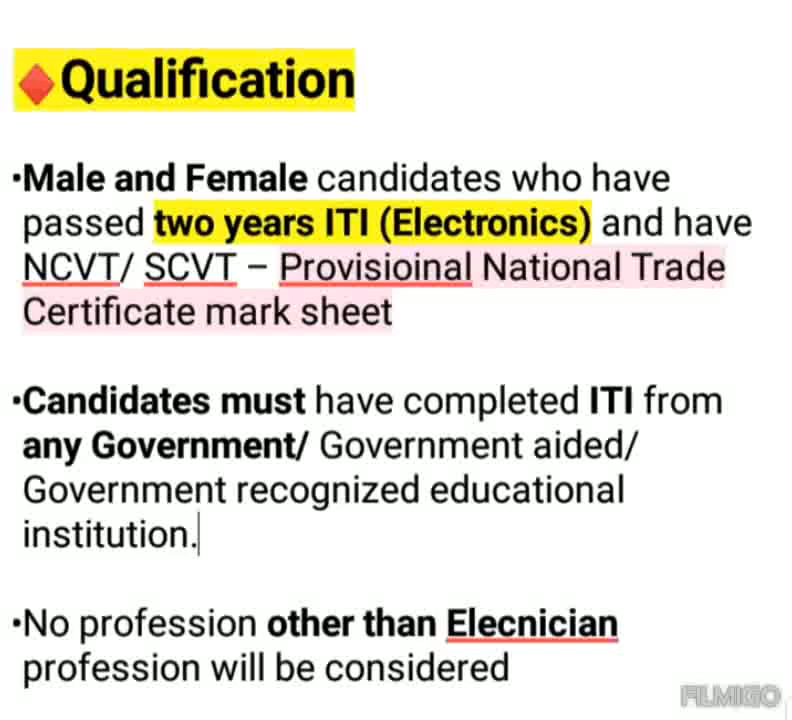 ♦Qualification
•Male and Female candidates who have
passed two years ITI (Electronics) and have
NCVT/ SCVT – Provisioinal National Trade
Certificate mark sheet
•Candidates must have completed ITI from
any Government/ Government aided/
Government recognized educational
institution.
•No profession other than Elecnician
profession will be considered
FILMIGO